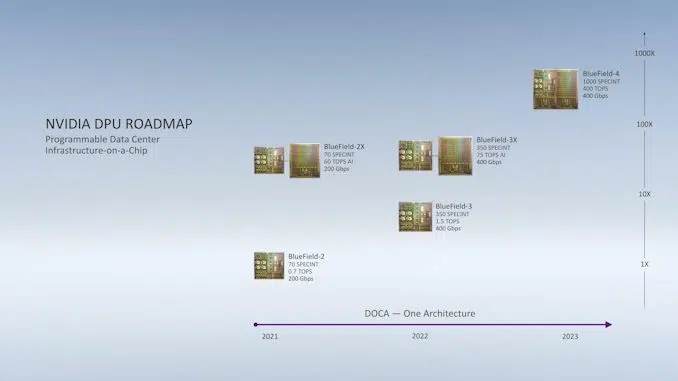 NVIDIA DPU ROADMAP
Programmable Data Center
Infrastructure-on-a-Chip
BlueField-2X
70 SPECINT
60 TOPS AI
200 Gbps
BlueField-2
70 SPECINT
0.7 TOPS
200 Gbps
BlueField-3X
350 SPECINT
75 TOPS AI
400 Gbps
BlueField-3
350 SPECINT
1.5 TOPS
400 Gbps
BlueField-4
1000 SPECINT
400 TOPS
400 Gbps
1000X
100X
10X
1X
DOCA — One Architecture
2021
2022
2023